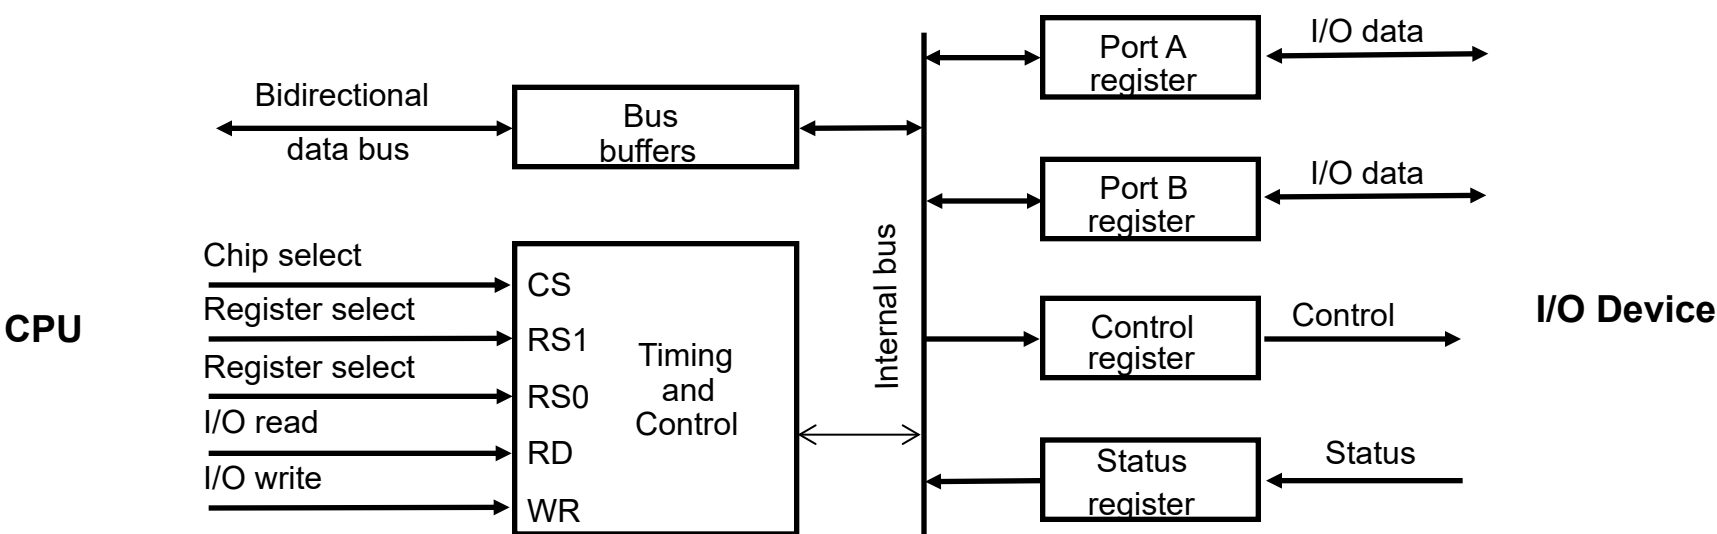 CPU
Bidirectional
data bus
Bus
buffers
Chip select
Register select
Register select
I/O read
I/O write
CS
RS1
RS0
RD
WR
Timing
and
Control
Internal bus
Port A
register
I/O data
Port B
register
I/O data
Control
register
Control
Status
register
Status
I/O Device